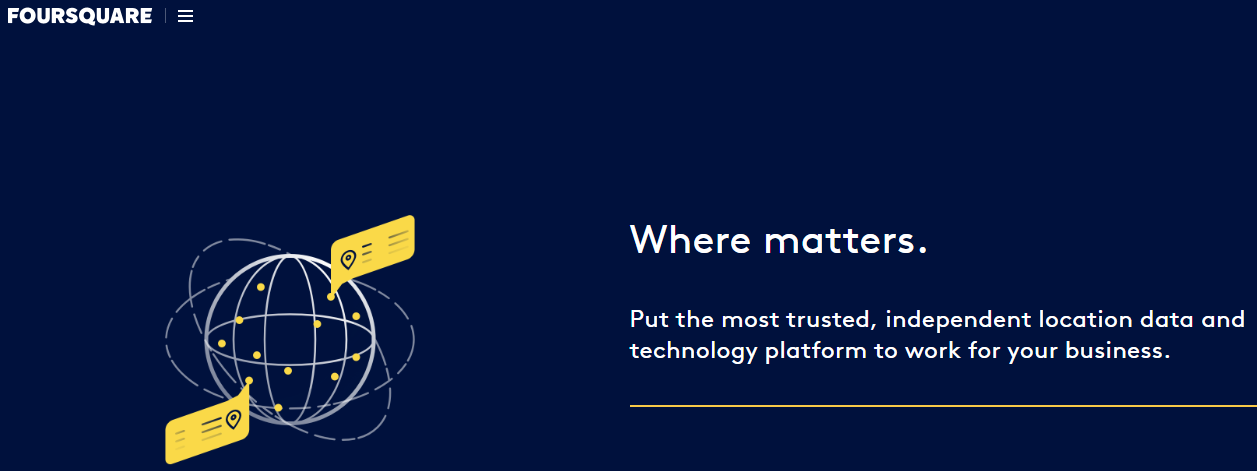 FOURSQUARE
Where matters.
Put the most trusted, independent location data and
technology platform to work for your business.